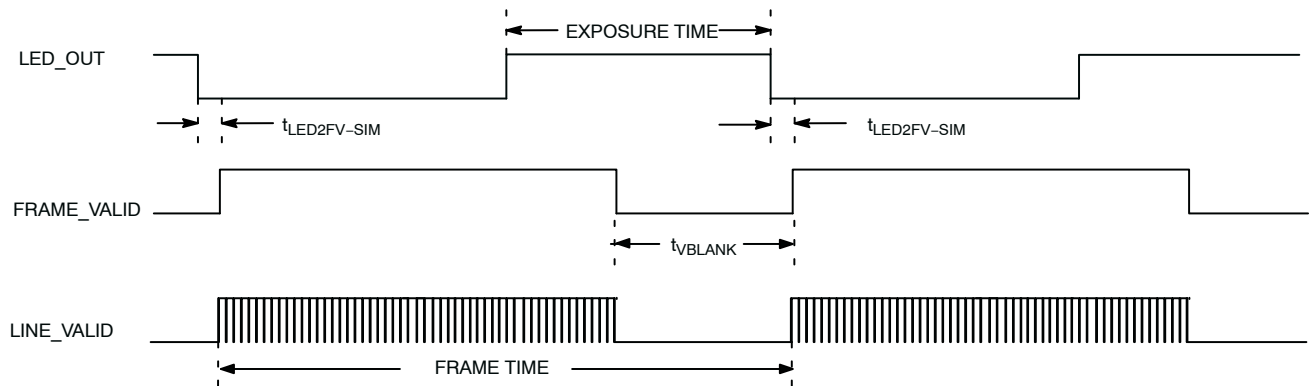 EXPOSURE TIME
LED_OUT
tLED2FV–SIM
tLED2FV–SIM
FRAME_VALID
tVBLANK
LINE_VALID
FRAME TIME